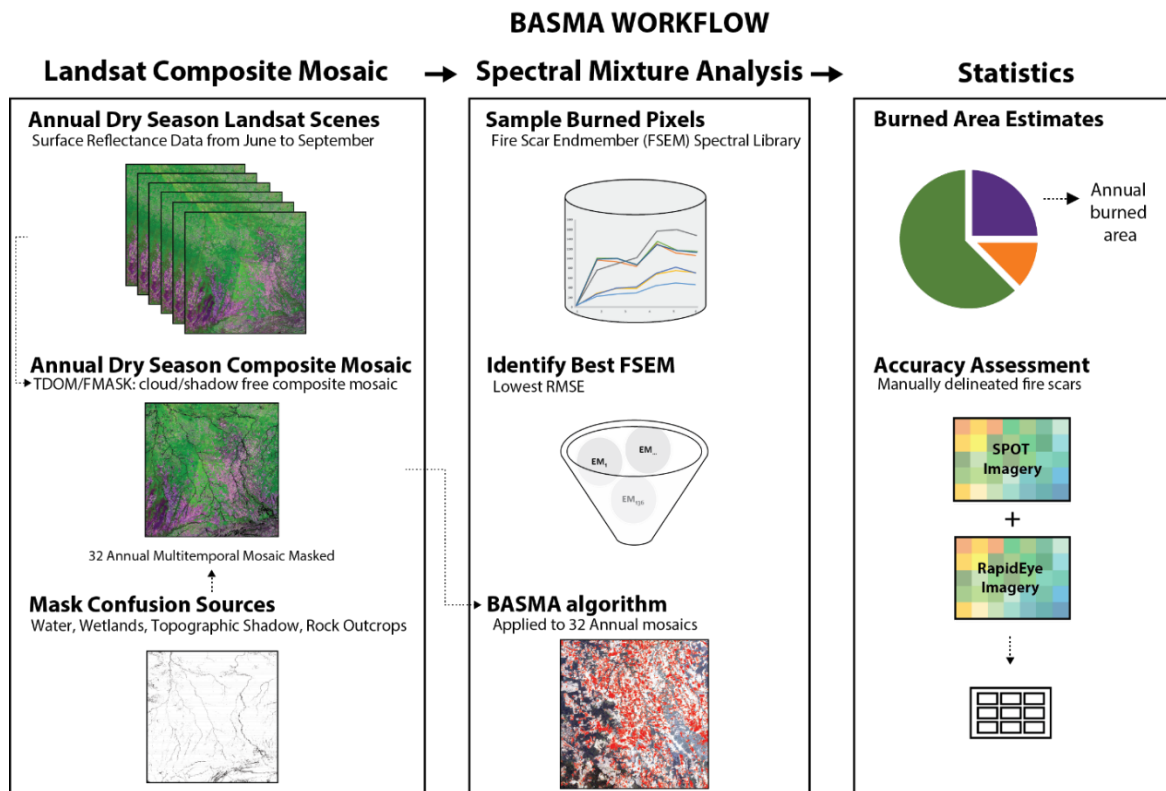 BASMA WORKFLOW
Landsat Composite Mosaic
Spectral Mixture Analysis
Statistics
Annual Dry Season Landsat Scenes
Surface Reflectance Data from June to September
Annual Dry Season Composite Mosaic
TDOM/FMASK: cloud/shadow free composite mosaic
32 Annual Multitemporal Mosaic Masked
Mask Confusion Sources
Water, Wetlands, Topographic Shadow, Rock Outcrops
Sample Burned Pixels
Fire Scar Endmember (FSEM) Spectral Library
Identify Best FSEM
Lowest RMSE
EM1
EM...
EM196
BASMA algorithm
Applied to 32 Annual mosaics
Burned Area Estimates
Annual
burned
area
Accuracy Assessment
Manually delineated fire scars
SPOT
Imagery
+
RapidEye
Imagery